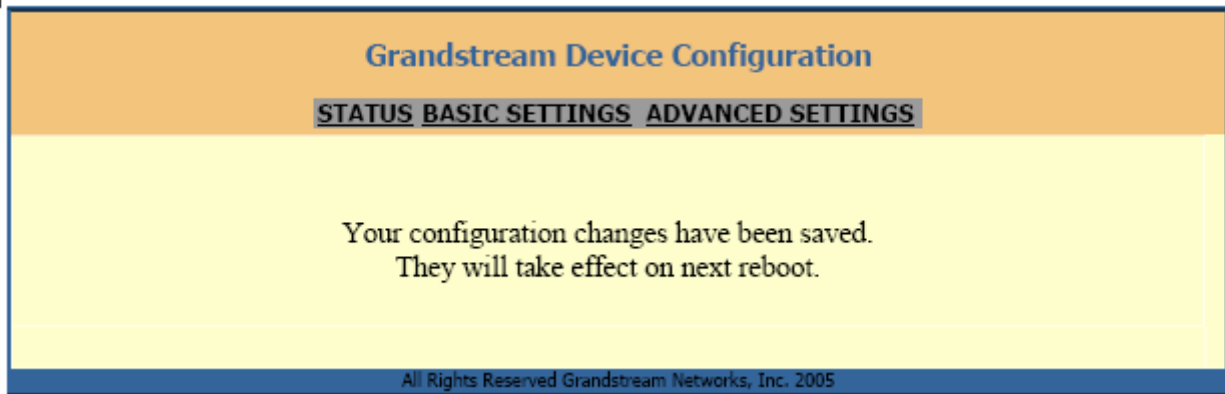 Grandstream Device Configuration
STATUS BASIC SETTINGS ADVANCED SETTINGS
Your configuration changes have been saved.
They will take effect on next reboot.
All Rights Reserved Grandstream Networks, Inc. 2005